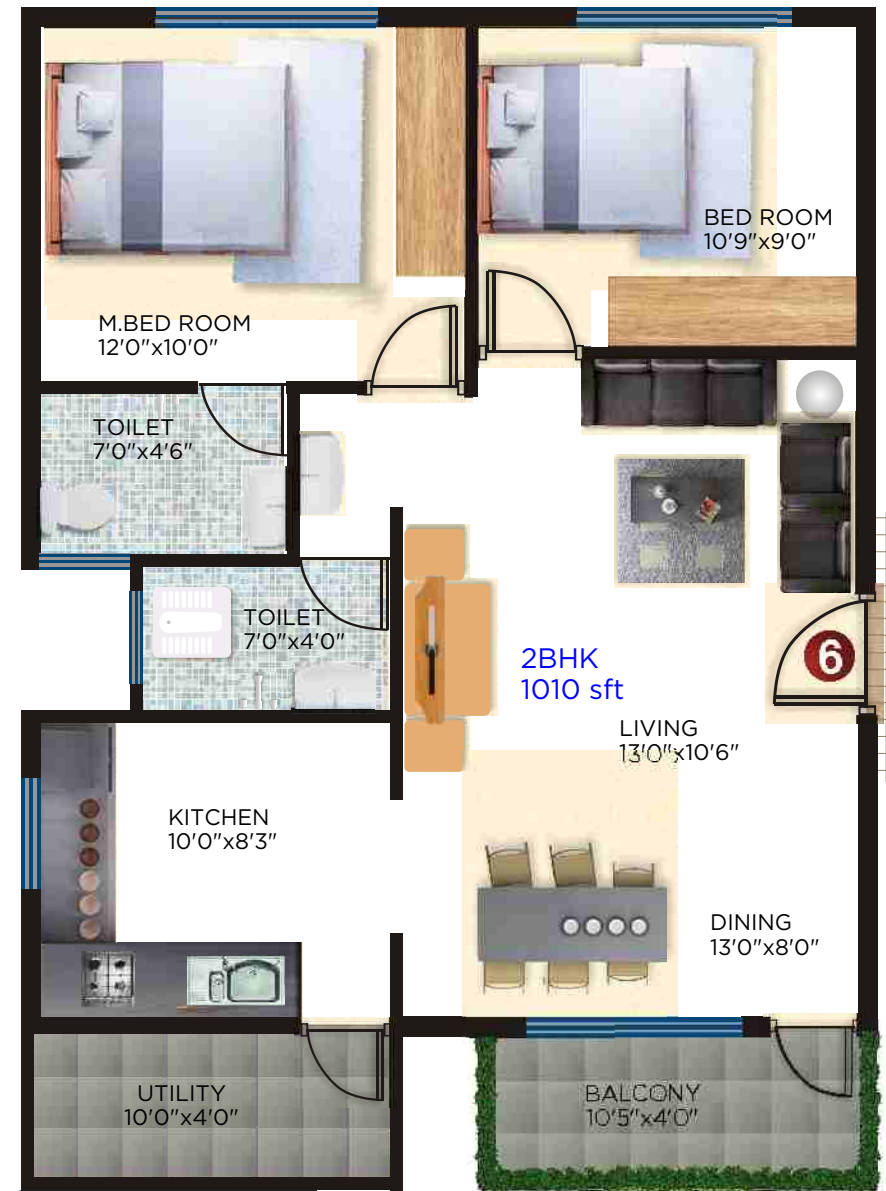 BED ROOM
10'9"x9'0"
M.BED ROOM
12'0"x10'0"
TOILET
7'0"x4'6"
TOILET
7'0"x4'0"
2BHK
1010 sft
6
LIVING
13'0"x10'6"
KITCHEN
10'0"x8'3"
DINING
13'0"x8'0"
UTILITY
10'0"x4'0"
BALCONY
10'5"x4'0"